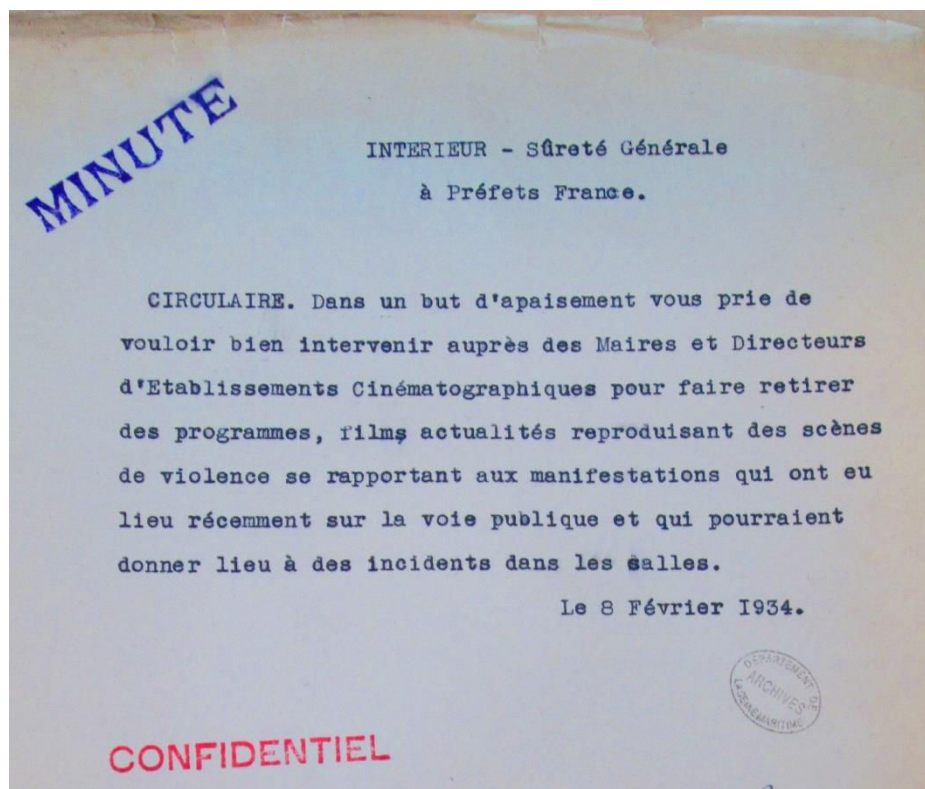 MINUTE
INTERIEUR - Sûreté Générale
à Préfets France.
CIRCULAIRE. Dans un but d'apaisement vous prie de
vouloir bien intervenir auprès des Maires et Directeurs
d'Etablissements Cinématographiques pour faire retirer
des programmes, films actualités reproduisant des scènes
de violence se rapportant aux manifestations qui ont eu
lieu récemment sur la voie publique et qui pourraient
donner lieu à des incidents dans les salles.
Le 8 Février I934.
DÉPARTEMENT DE
ARCHIVES
CONFIDENTIEL